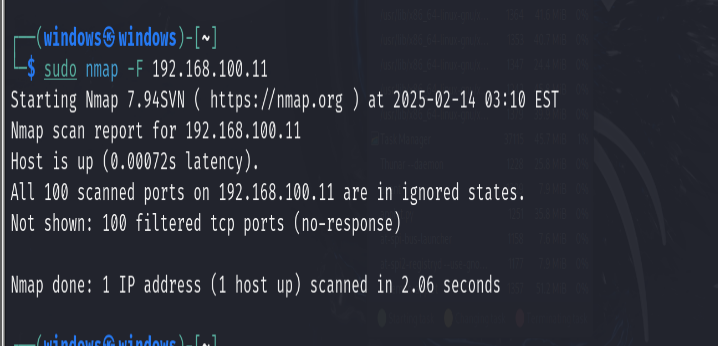 ┌──(windows㉿windows)-[~]
└─$ sudo nmap -F 192.168.100.11
Starting Nmap 7.94SVN ( https://nmap.org ) at 2025-02-14 03:10 EST
Nmap scan report for 192.168.100.11
Host is up (0.00072s latency).
All 100 scanned ports on 192.168.100.11 are in ignored states.
Not shown: 100 filtered tcp ports (no-response)
Nmap done: 1 IP address (1 host up) scanned in 2.06 seconds
┌──(windows㉿windows)-[~]